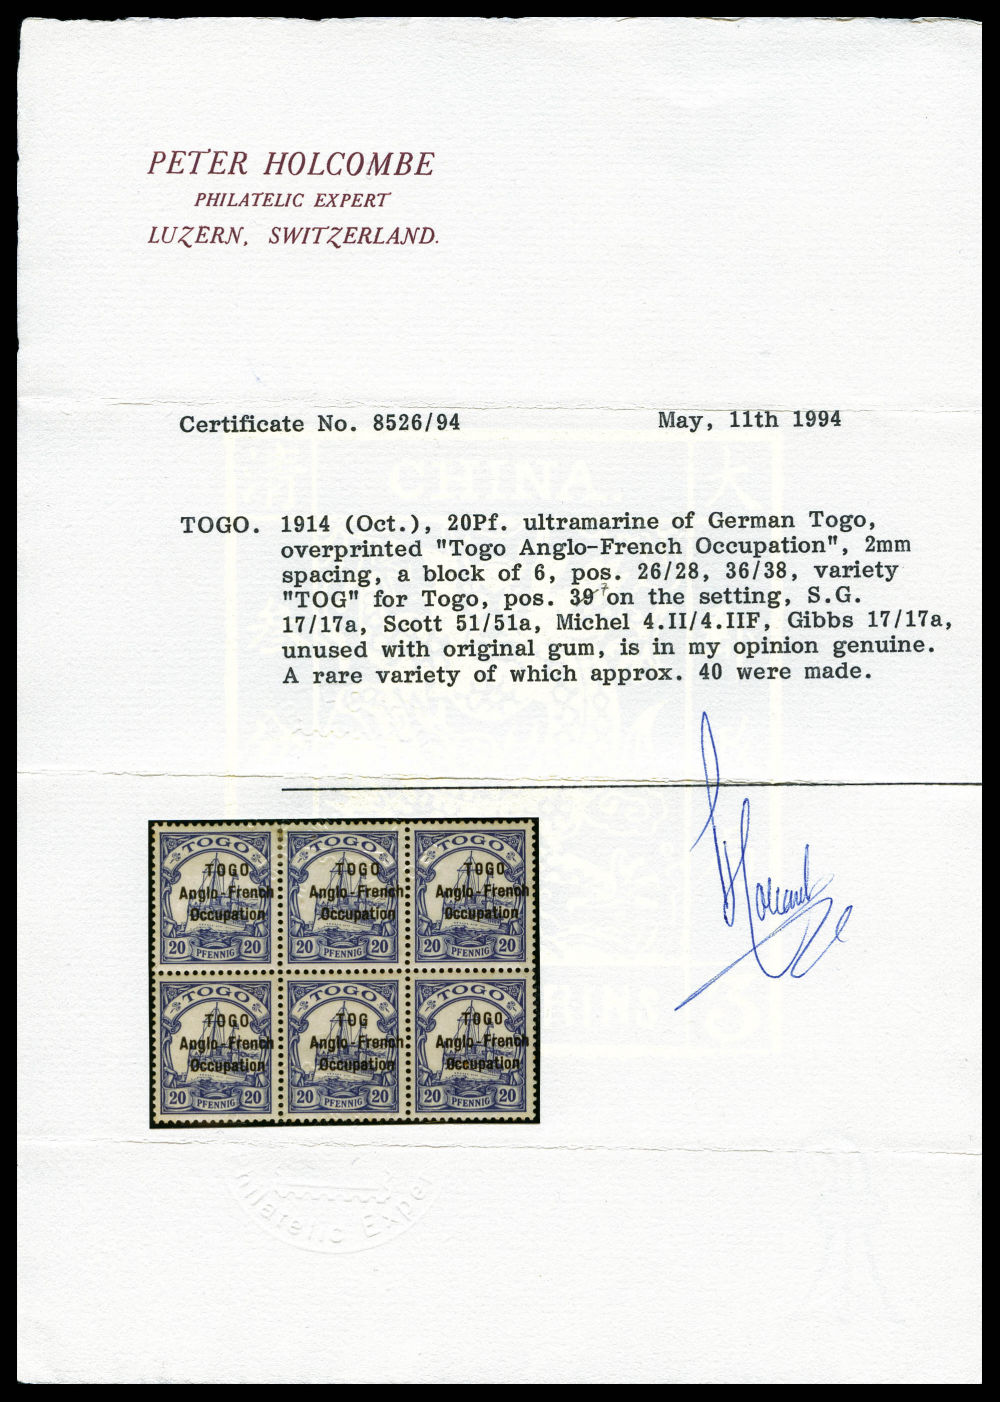 PETER HOLCOMBE
PHILATELIC EXPERT
LUZERN, SWITZERLAND.
Certificate No. 8526/94
May, 11th 1994
CHINA.
TOGO. 1914 (Oct.), 20Pf. ultramarine of German Togo,
overprinted "Togo Anglo-French Occupation", 2mm
spacing, a block of 6, pos. 26/28, 36/38, variety
"TOG" for Togo, pos. 39 7 on the setting, S.G.
17/17a, Scott 51/51a, Michel 4.II/4.IIF, Gibbs 17/17a,
unused with original gum, is in my opinion genuine.
A rare variety of which approx. 40 were made.
TOGO TOGO TOGO
TOGO TOGO TOGO
Anglo-French Anglo-French Anglo-French
Occupation Occupation Occupation
20 PFENNIG 20 20 PFENNIG 20 20 PFENNIG 20
TOGO TOGO TOGO
TOGO TOG TOGO
Anglo-French Anglo-French Anglo-French
Occupation Occupation Occupation
20 PFENNIG 20 20 PFENNIG 20 20 PFENNIG 20